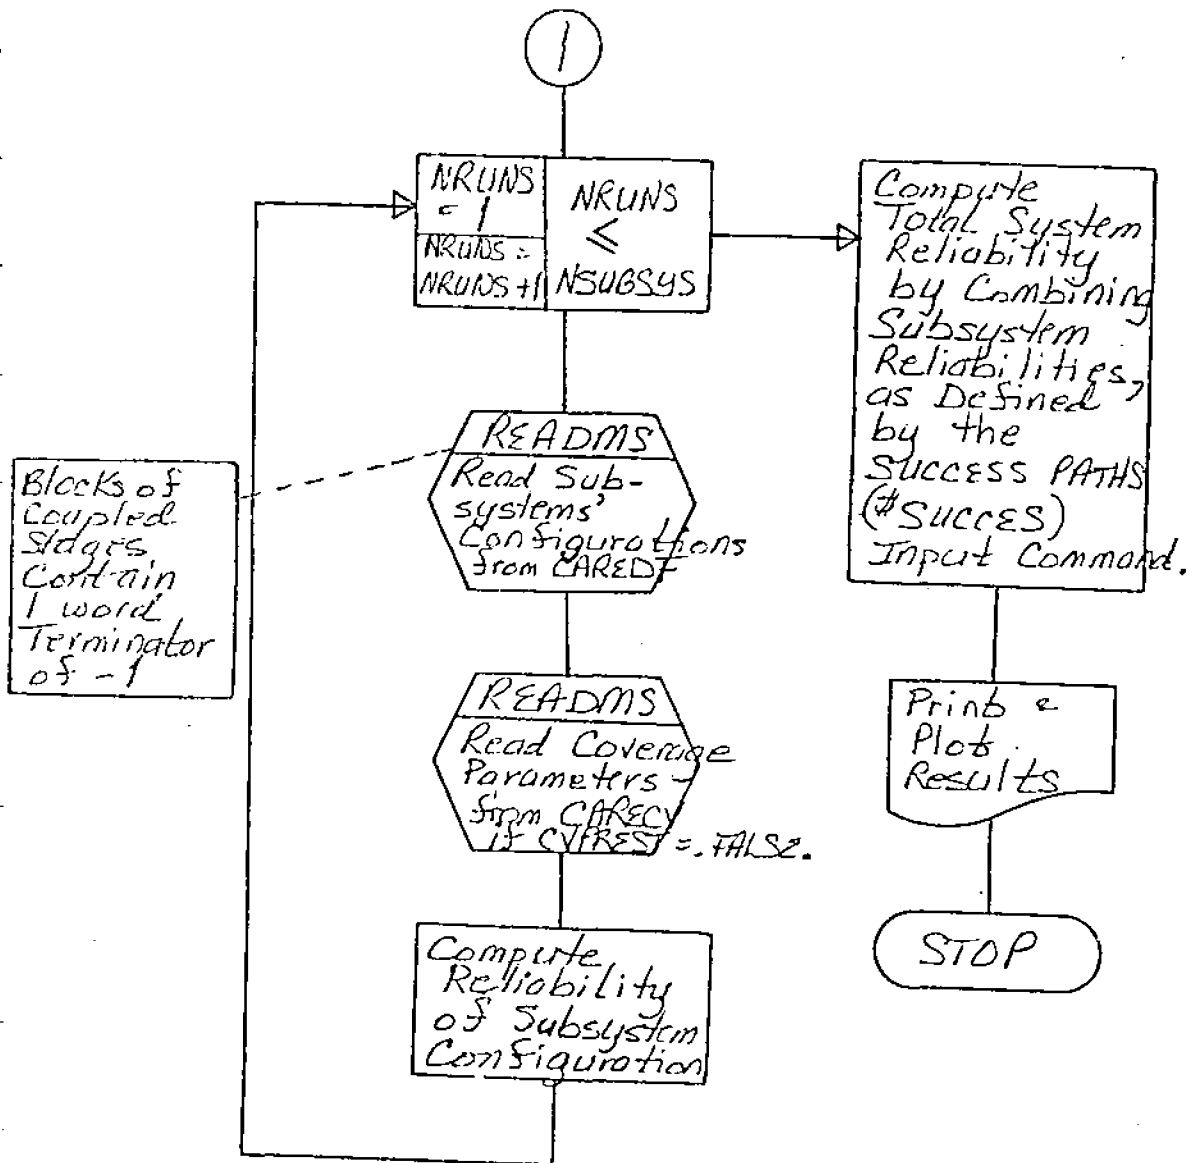 1
NRUNS
= 1
NRUNS =
NRUNS +1
NRUNS
≤
NSUBSYS
Compute
Total System
Reliability
by Combining
Subsystem
Reliabilities,
as Defined
by the
SUCCESS PATHS
($SUCCES)
Input Command.
READMS
Read Sub-
systems'
Configurations
from CAREDF
Blocks of
Coupled
Stages
Contain
1 word
Terminator
of -1
READMS
Read Coverage
Parameters
from CARECV
if CVFREST = .FALSE.
Print &
Plot
Results
Compute
Reliability
of Subsystem
Configuration
STOP